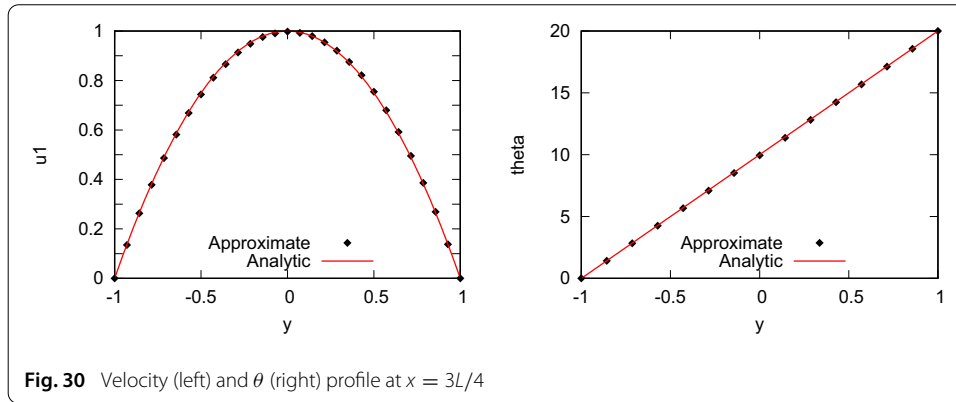 1
0.8
0.6
0.4
0.2
0
u1
Approximate
Analytic
-1
-0.5
0
0.5
1
y
20
15
10
5
0
theta
Approximate
Analytic
-1
-0.5
0
0.5
1
y
Fig. 30 Velocity (left) and θ (right) profile at x = 3L/4